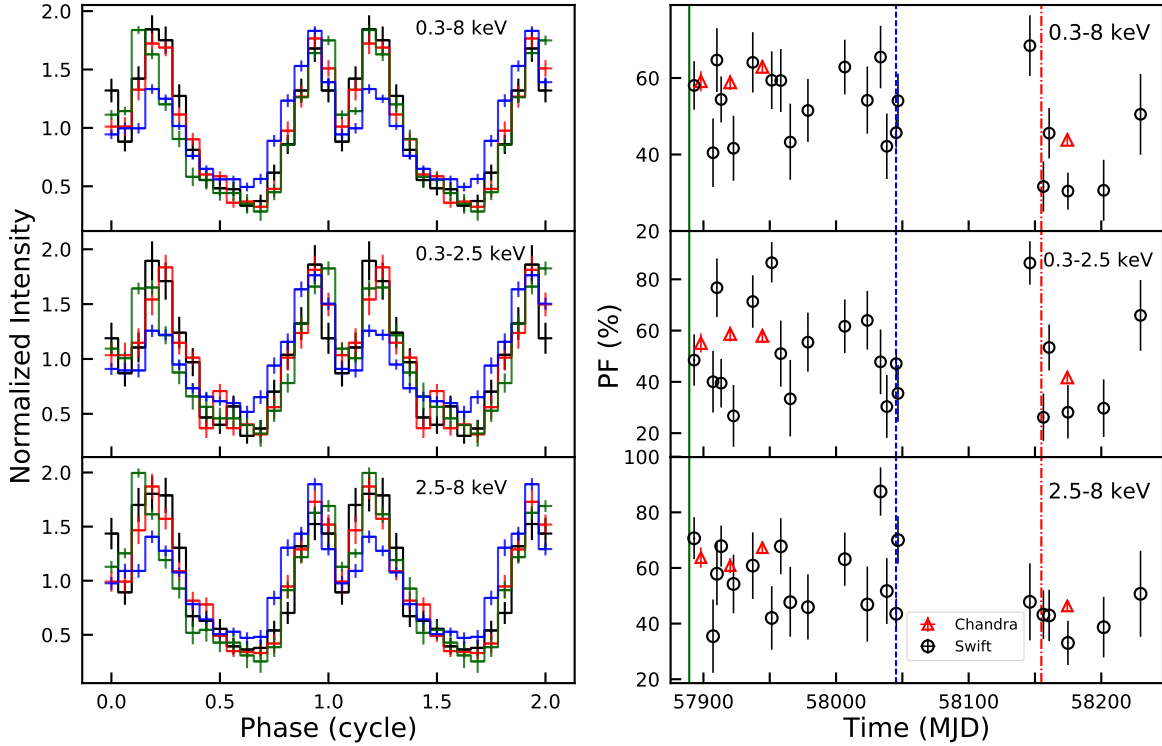 Normalized Intensity
2.0
1.5
1.0
0.5
0.3-8 keV
2.0
1.5
1.0
0.5
0.3-2.5 keV
2.0
1.5
1.0
0.5
2.5-8 keV
0.0 0.5 1.0 1.5 2.0
Phase (cycle)
PF (%)
60
40
20
0.3-8 keV
80
60
40
20
0.3-2.5 keV
100
80
60
40
20
2.5-8 keV
Chandra
Swift
57900 58000 58100 58200
Time (MJD)